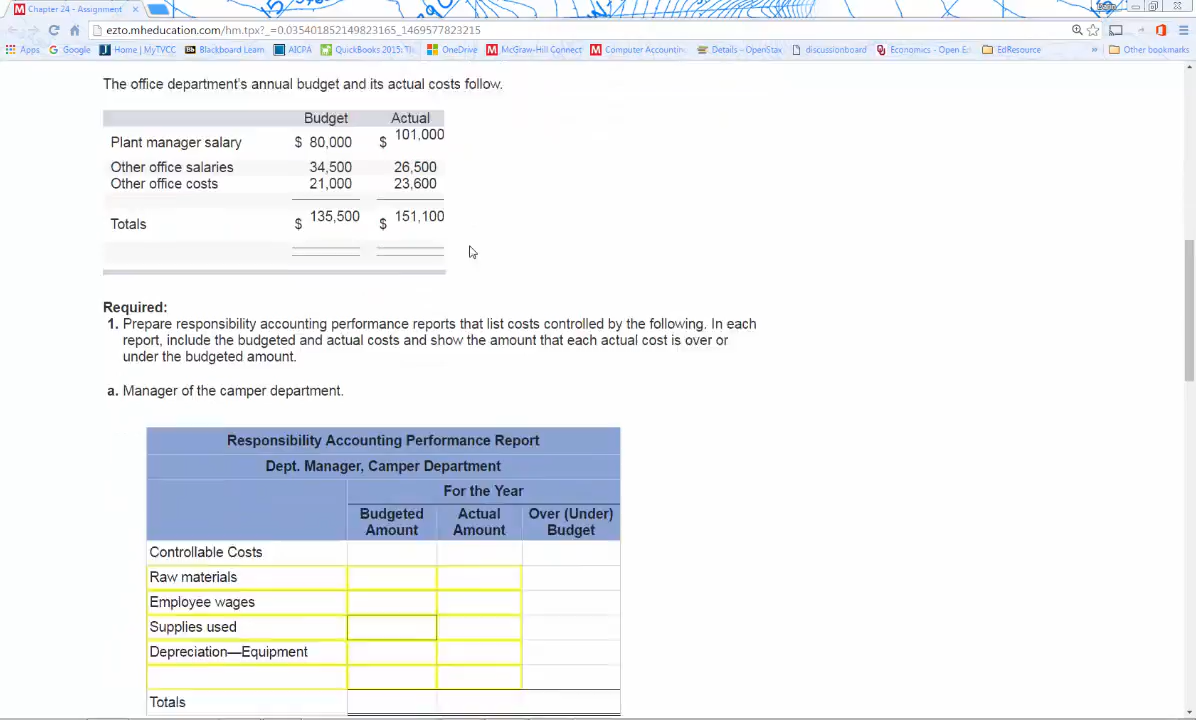 Chapter 24 - Assignment
ezto.mheducation.com/hm.tpx?_=0.035401852149823165_1469577823215
Apps Google Home | MyTVCC Blackboard Learn AICPA QuickBooks 2015: Th OneDrive McGraw-Hill Connect Computer Accountin Details - OpenStax discussionboard Economics - Open E EdResource » Other bookmarks
The office department's annual budget and its actual costs follow.
Budget Actual
Plant manager salary $ 80,000 $ 101,000
Other office salaries 34,500 26,500
Other office costs 21,000 23,600
Totals $ 135,500 $ 151,100
Required:
1. Prepare responsibility accounting performance reports that list costs controlled by the following. In each
report, include the budgeted and actual costs and show the amount that each actual cost is over or
under the budgeted amount.
a. Manager of the camper department.
Responsibility Accounting Performance Report
Dept. Manager, Camper Department
For the Year
Budgeted Amount Actual Amount Over (Under) Budget
Controllable Costs
Raw materials
Employee wages
Supplies used
Depreciation—Equipment
Totals